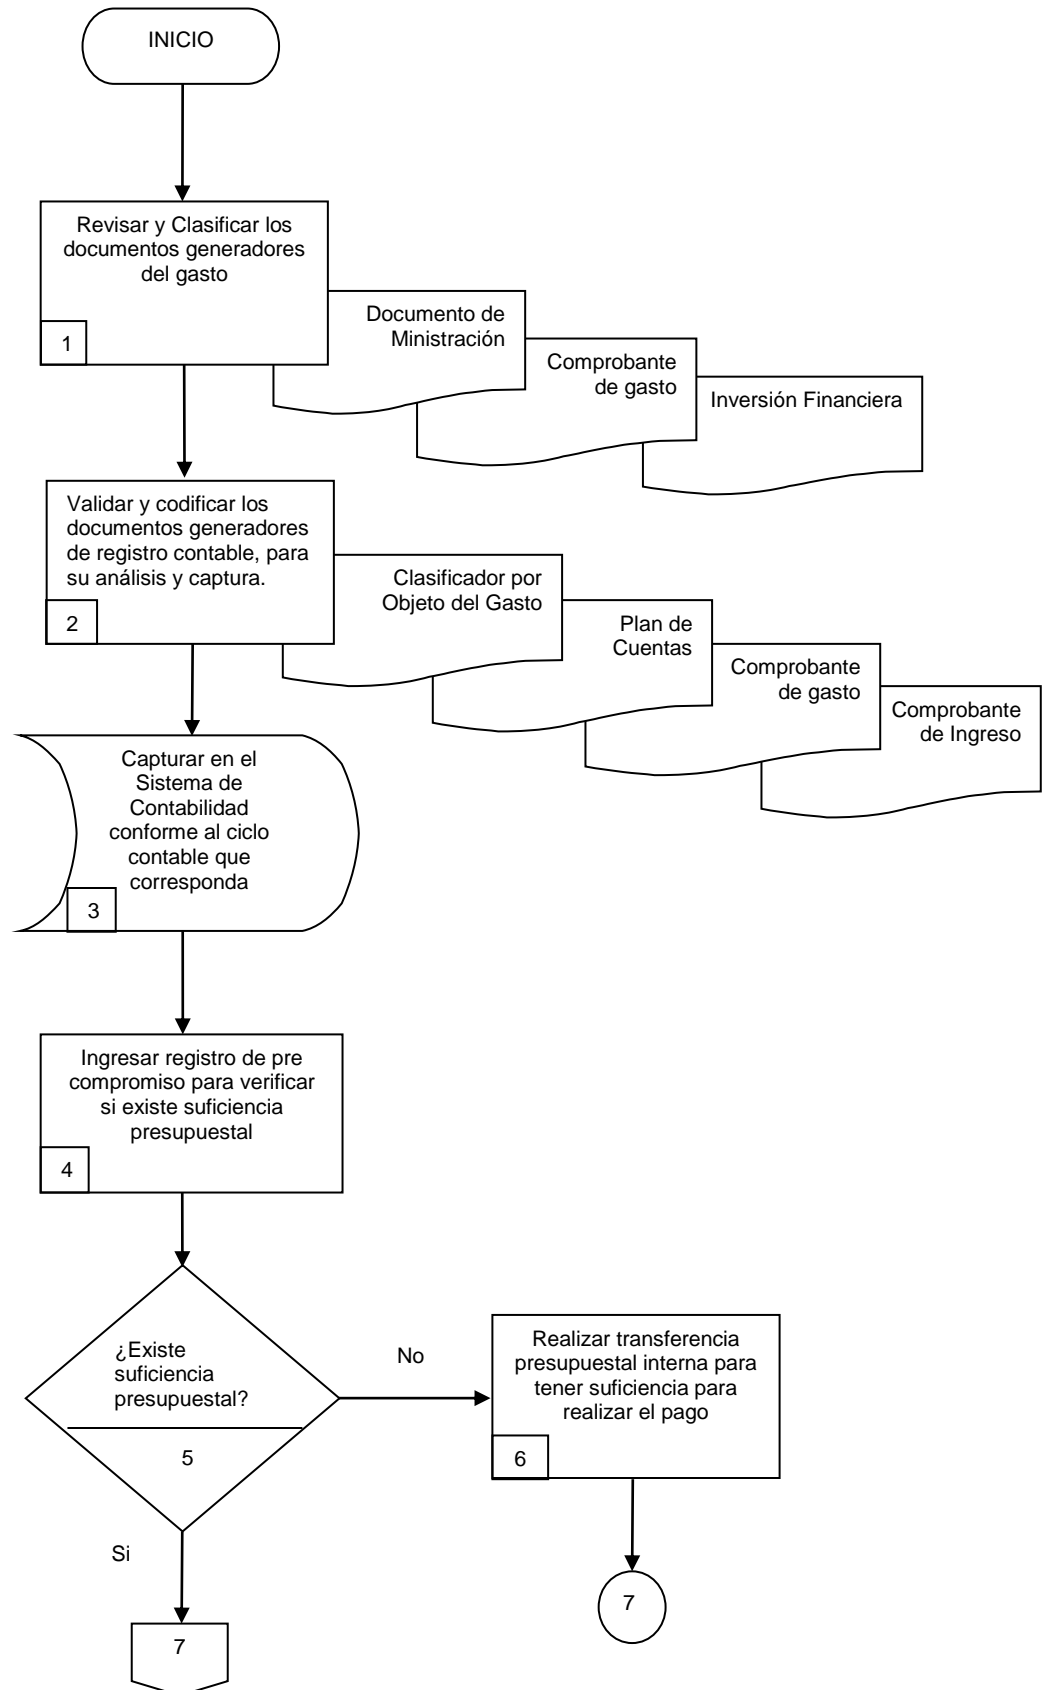 INICIO
Revisar y Clasificar los
documentos generadores
del gasto
1
Documento de
Ministración
Comprobante
de gasto
Inversión Financiera
Validar y codificar los
documentos generadores
de registro contable, para
su análisis y captura.
2
Clasificador por
Objeto del Gasto
Plan de
Cuentas
Comprobante
de gasto
Comprobante
de Ingreso
Capturar en el
Sistema de
Contabilidad
conforme al ciclo
contable que
corresponda
3
Ingresar registro de pre
compromiso para verificar
si existe suficiencia
presupuestal
4
¿Existe
suficiencia
presupuestal?
5
No
Realizar transferencia
presupuestal interna para
tener suficiencia para
realizar el pago
6
Si
7
7